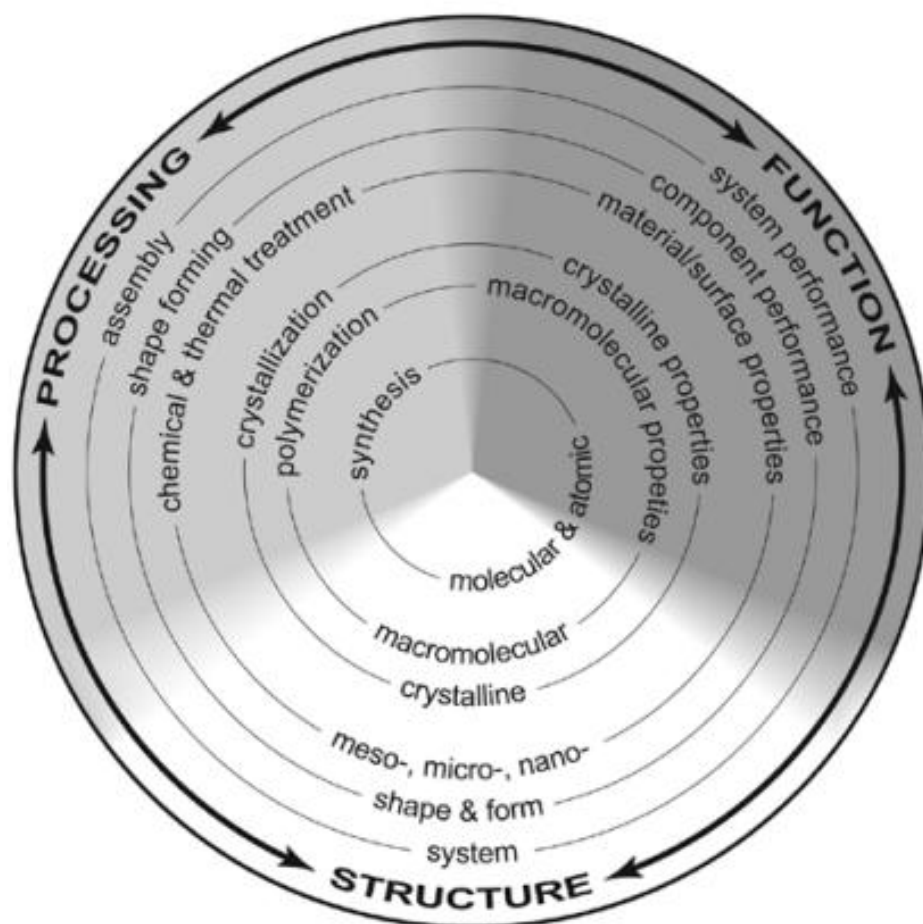 PROCESSING
FUNCTION
STRUCTURE
assembly
system performance
system
shape forming
component performance
shape & form
chemical & thermal treatment
material/surface properties
meso-, micro-, nano-
crystallization
crystalline properties
crystalline
polymerization
macromolecular propeties
macromolecular
synthesis
molecular & atomic